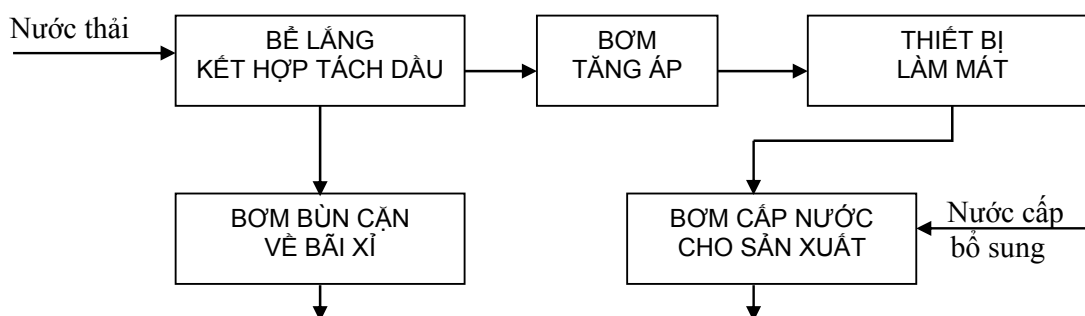 Nước thải
BỂ LẮNG
KẾT HỢP TÁCH DẦU
BƠM
TĂNG ÁP
THIẾT BỊ
LÀM MÁT
BƠM BÙN CẶN
VỀ BÃI XỈ
BƠM CẤP NƯỚC
CHO SẢN XUẤT
Nước cấp
bổ sung